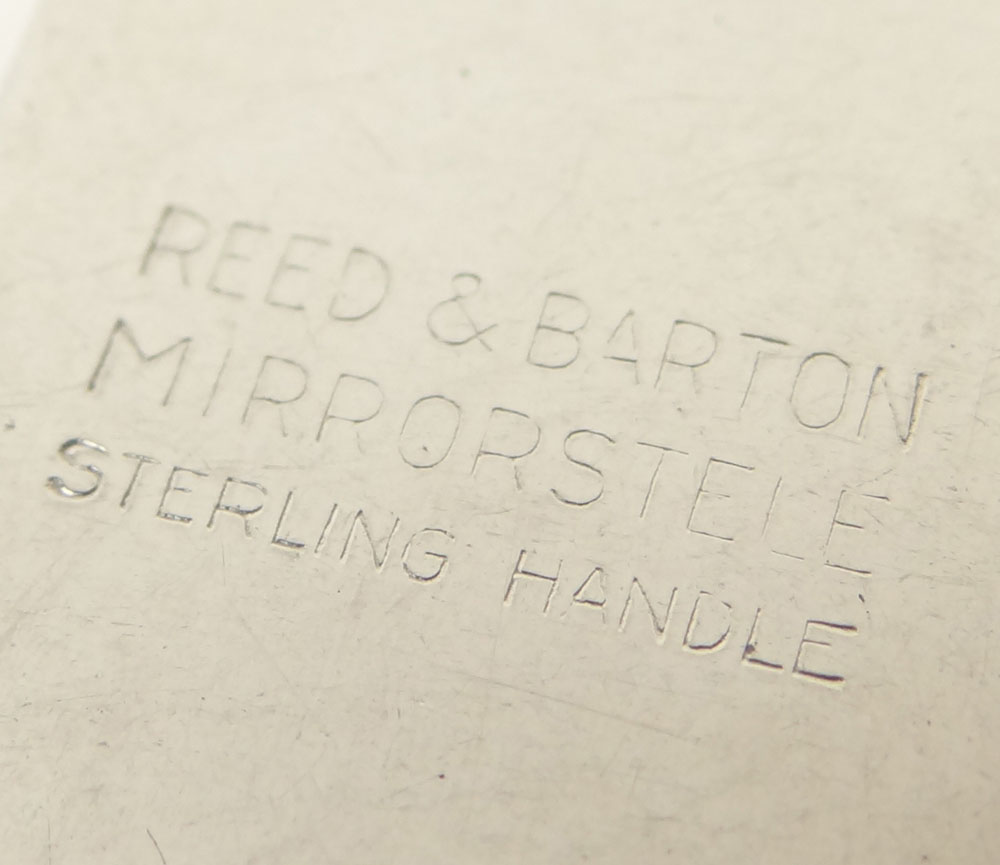 REED & BARTON
MIRRORSTELE
STERLING HANDLE